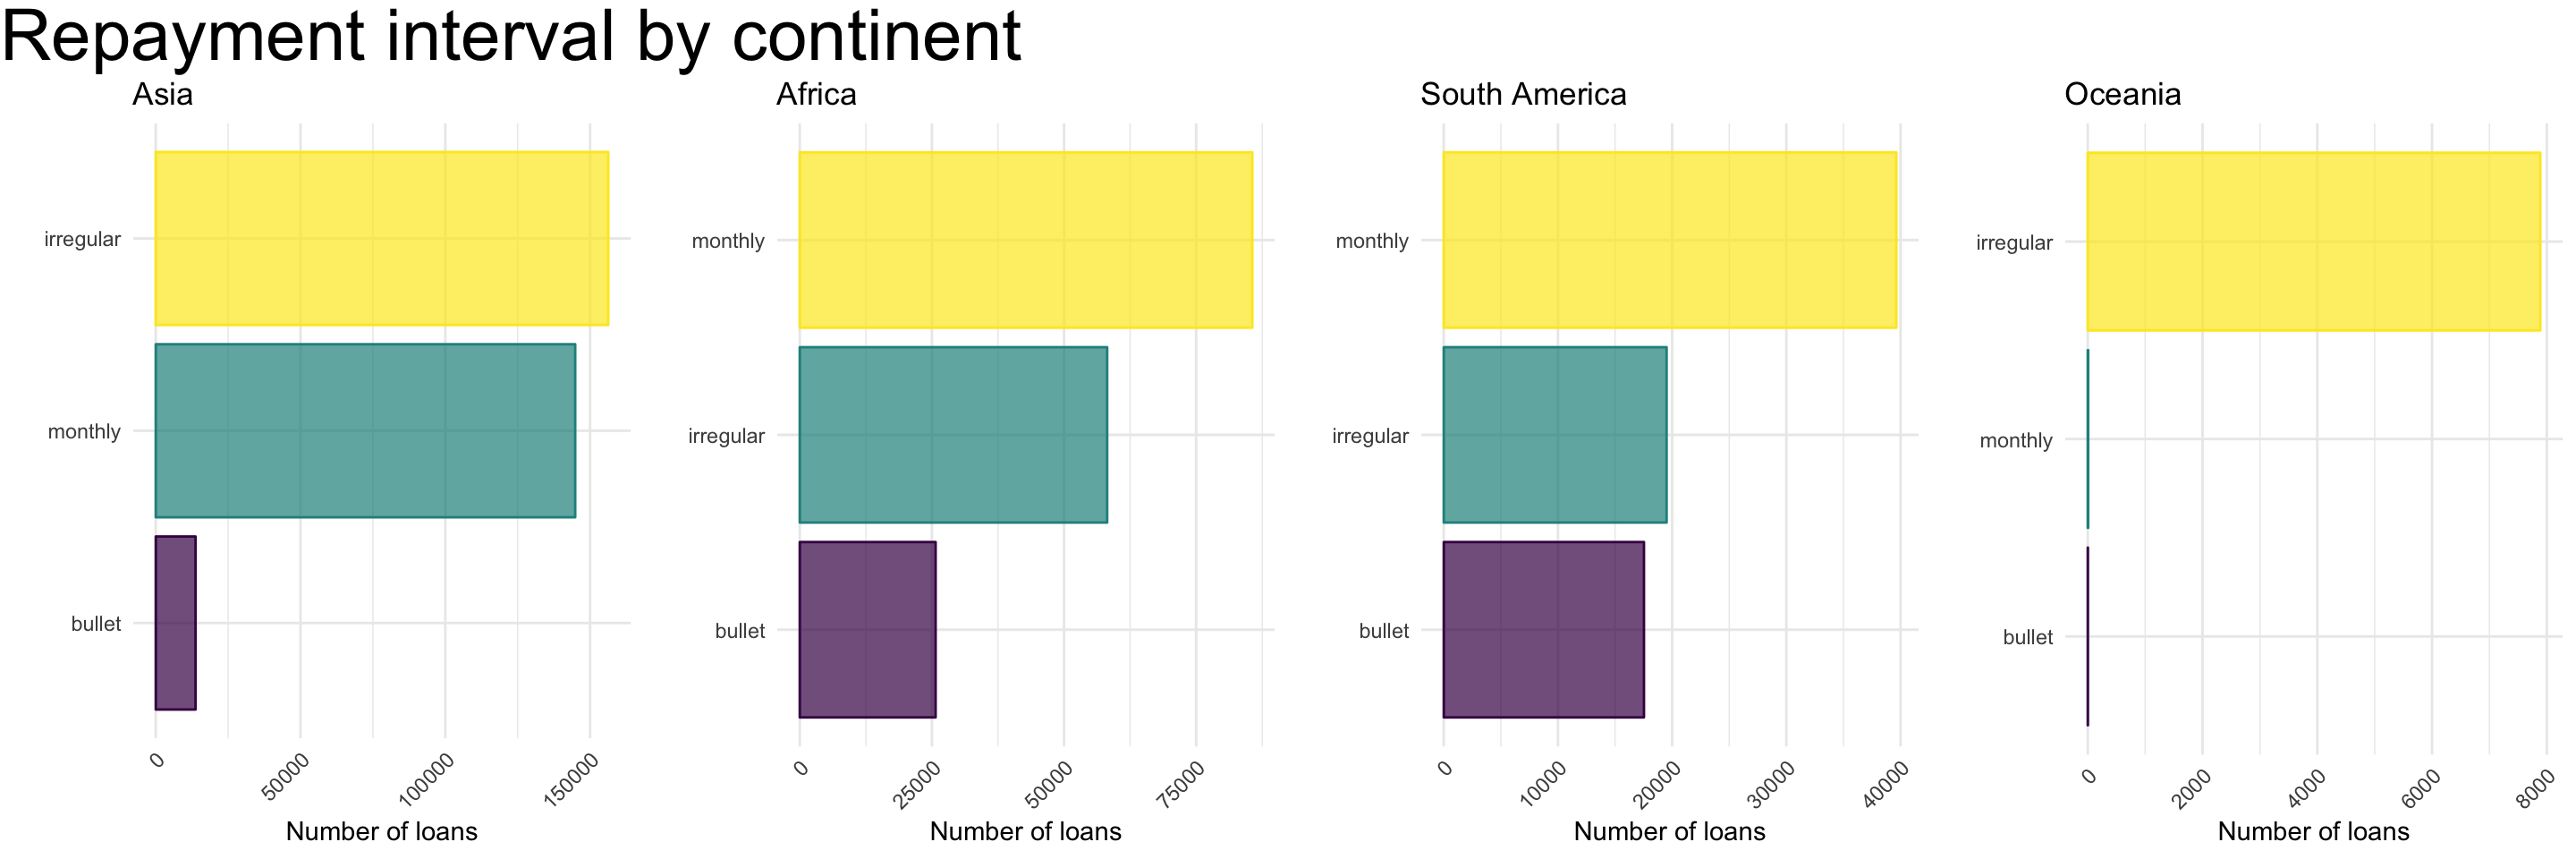 Repayment interval by continent
Asia
irregular
monthly
bullet
0
50000
100000
150000
Number of loans
Africa
monthly
irregular
bullet
0
25000
50000
75000
Number of loans
South America
monthly
irregular
bullet
0
10000
20000
30000
40000
Number of loans
Oceania
irregular
monthly
bullet
0
2000
4000
6000
8000
Number of loans